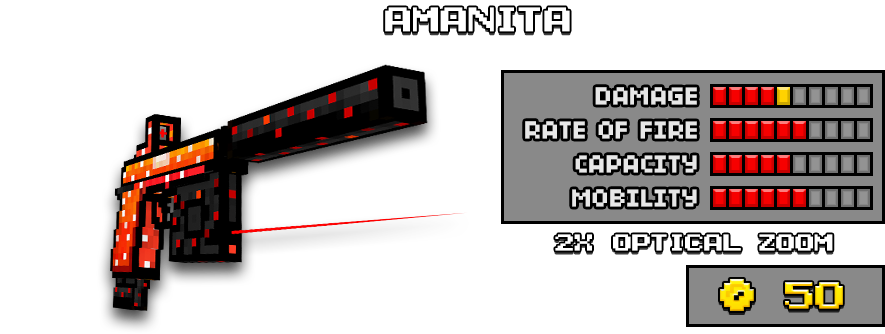 AMANITA
DAMAGE
RATE OF FIRE
CAPACITY
MOBILITY
2X OPTICAL ZOOM
50